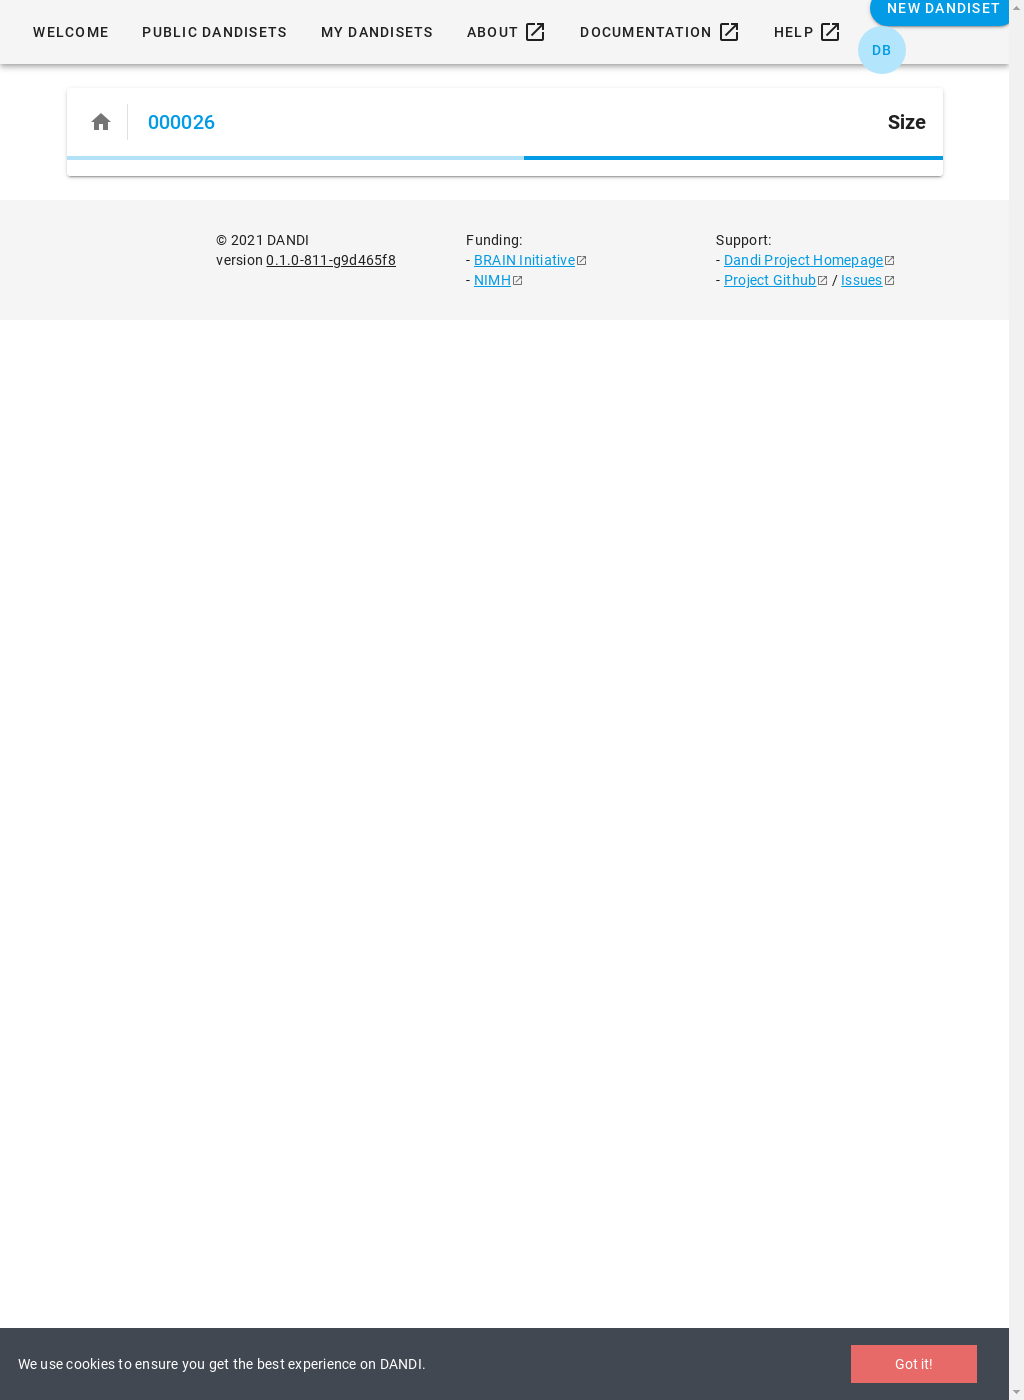 NEW DANDISET
WELCOME PUBLIC DANDISETS MY DANDISETS ABOUT DOCUMENTATION HELP
DB
000026 Size
© 2021 DANDI
version 0.1.0-811-g9d465f8
Funding:
- BRAIN Initiative
- NIMH
Support:
- Dandi Project Homepage
- Project Github / Issues
We use cookies to ensure you get the best experience on DANDI. Got it!